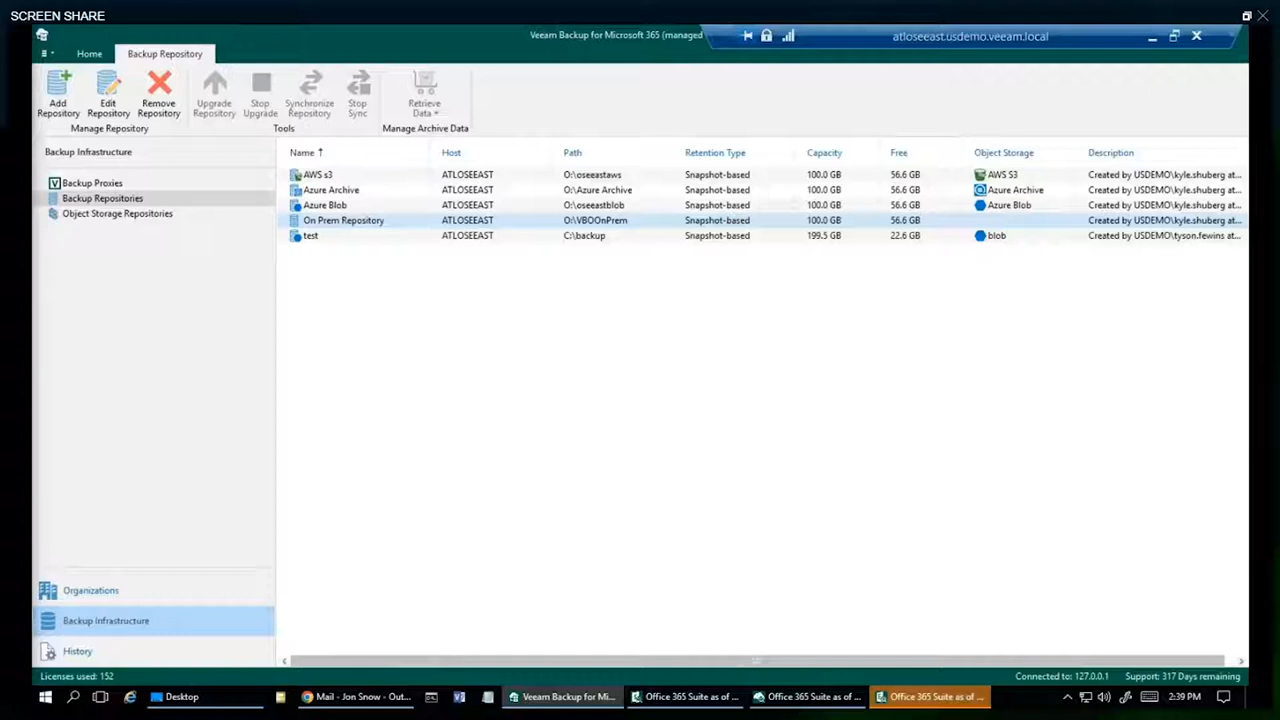 SCREEN SHARE
Veeam Backup for Microsoft 365 (managed
atloseeast.usdemo.veeam.local
Home
Backup Repository
Add Repository
Edit Repository
Remove Repository
Upgrade Repository
Stop Upgrade
Synchronize Repository
Stop Sync
Retrieve Data
Manage Repository
Tools
Manage Archive Data
Backup Infrastructure
Backup Proxies
Backup Repositories
Object Storage Repositories
Name Host Path Retention Type Capacity Free Object Storage Description
AWS s3 ATLOSEEAST O:\oseeastaws Snapshot-based 100.0 GB 56.6 GB AWS S3 Created by USDEMO\kyle.shuberg at...
Azure Archive ATLOSEEAST O:\Azure Archive Snapshot-based 100.0 GB 56.6 GB Azure Archive Created by USDEMO\kyle.shuberg at...
Azure Blob ATLOSEEAST O:\oseeastblob Snapshot-based 100.0 GB 56.6 GB Azure Blob Created by USDEMO\kyle.shuberg at...
On Prem Repository ATLOSEEAST O:\VBOOnPrem Snapshot-based 100.0 GB 56.6 GB Created by USDEMO\kyle.shuberg at...
test ATLOSEEAST C:\backup Snapshot-based 199.5 GB 22.6 GB blob Created by USDEMO\tyson.fewins at...
Organizations
Backup Infrastructure
History
Licenses used: 152
Connected to: 127.0.0.1 Support: 317 Days remaining
Desktop
Mail - Jon Snow - Out...
Veeam Backup for Mi...
Office 365 Suite as of ...
Office 365 Suite as of ...
Office 365 Suite as of ...
2:39 PM